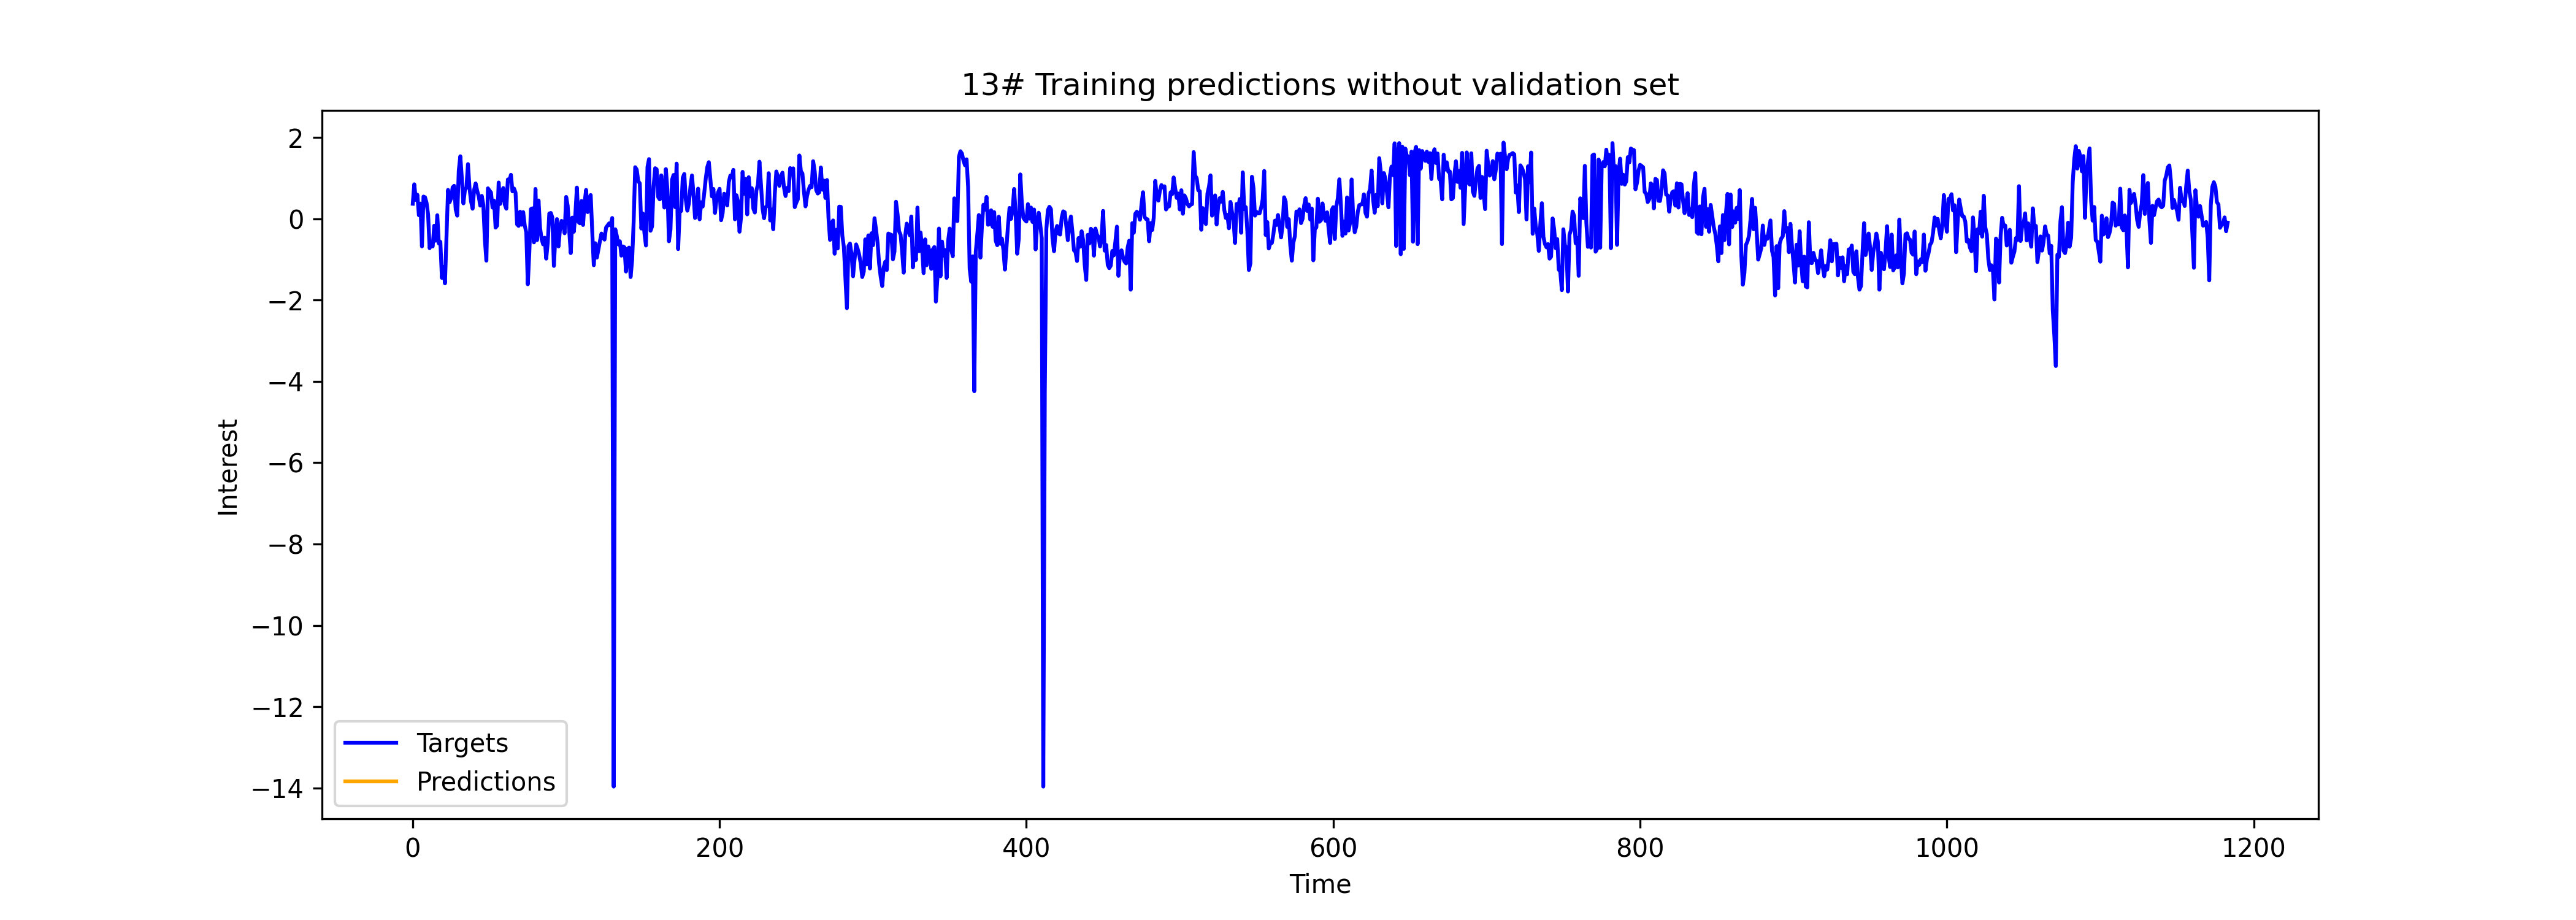 13# Training predictions without validation set
2
0
−2
−4
−6
−8
−10
−12
−14
Interest
Targets
Predictions
0 200 400 600 800 1000 1200
Time